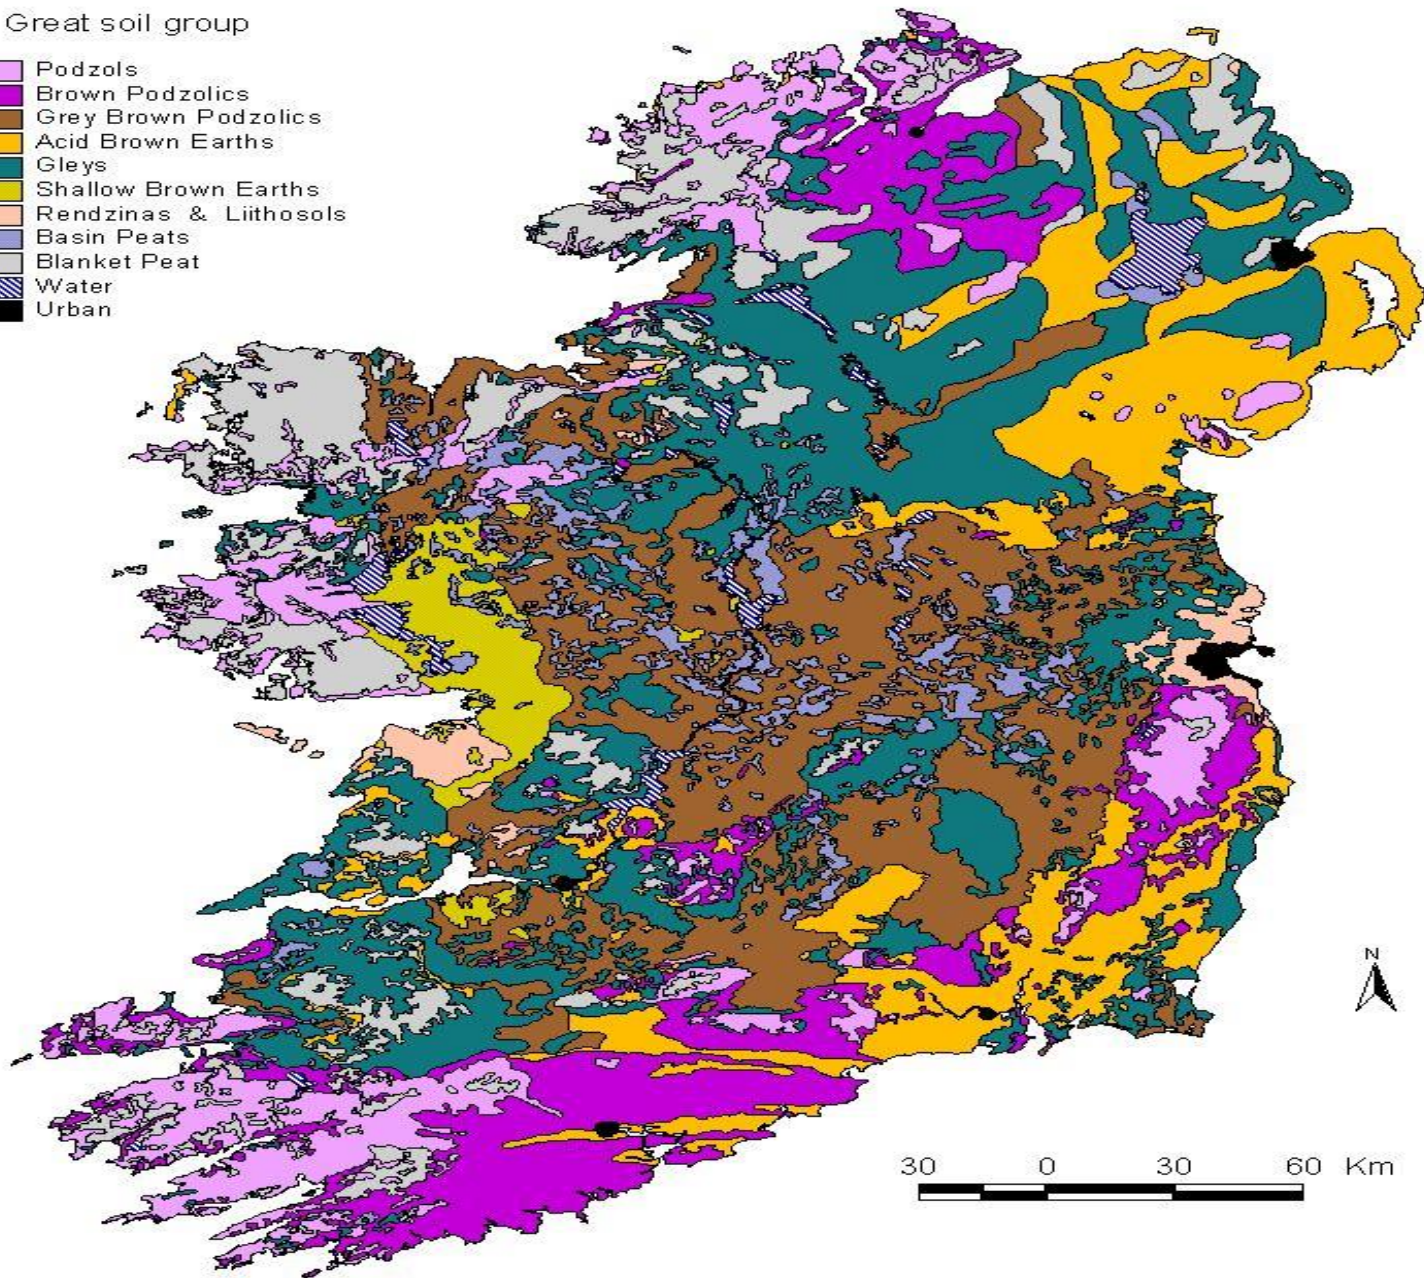 Great soil group
Podzols
Brown Podzolics
Grey Brown Podzolics
Acid Brown Earths
Gleys
Shallow Brown Earths
Rendzinas & Liithosols
Basin Peats
Blanket Peat
Water
Urban
N
30 0 30 60 Km